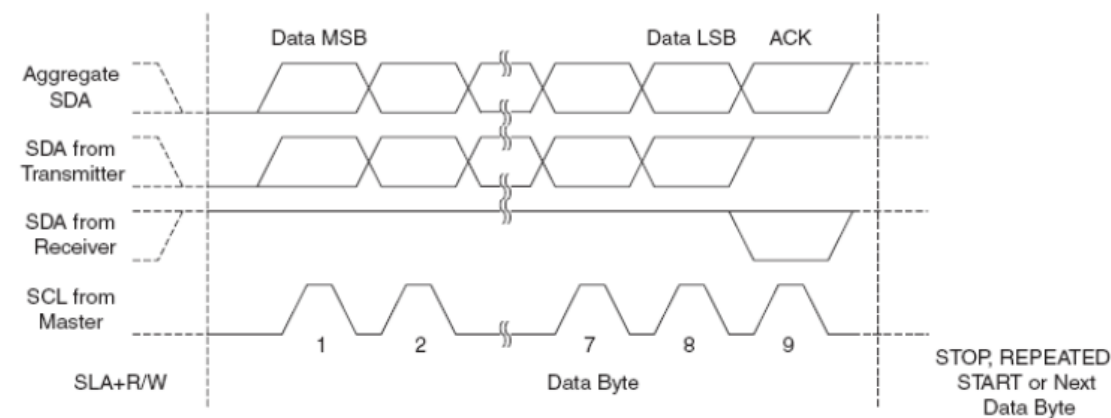 Data MSB
Data LSB
ACK
Aggregate
SDA
SDA from
Transmitter
SDA from
Receiver
SCL from
Master
1
2
7
8
9
SLA+R/W
Data Byte
STOP, REPEATED
START or Next
Data Byte